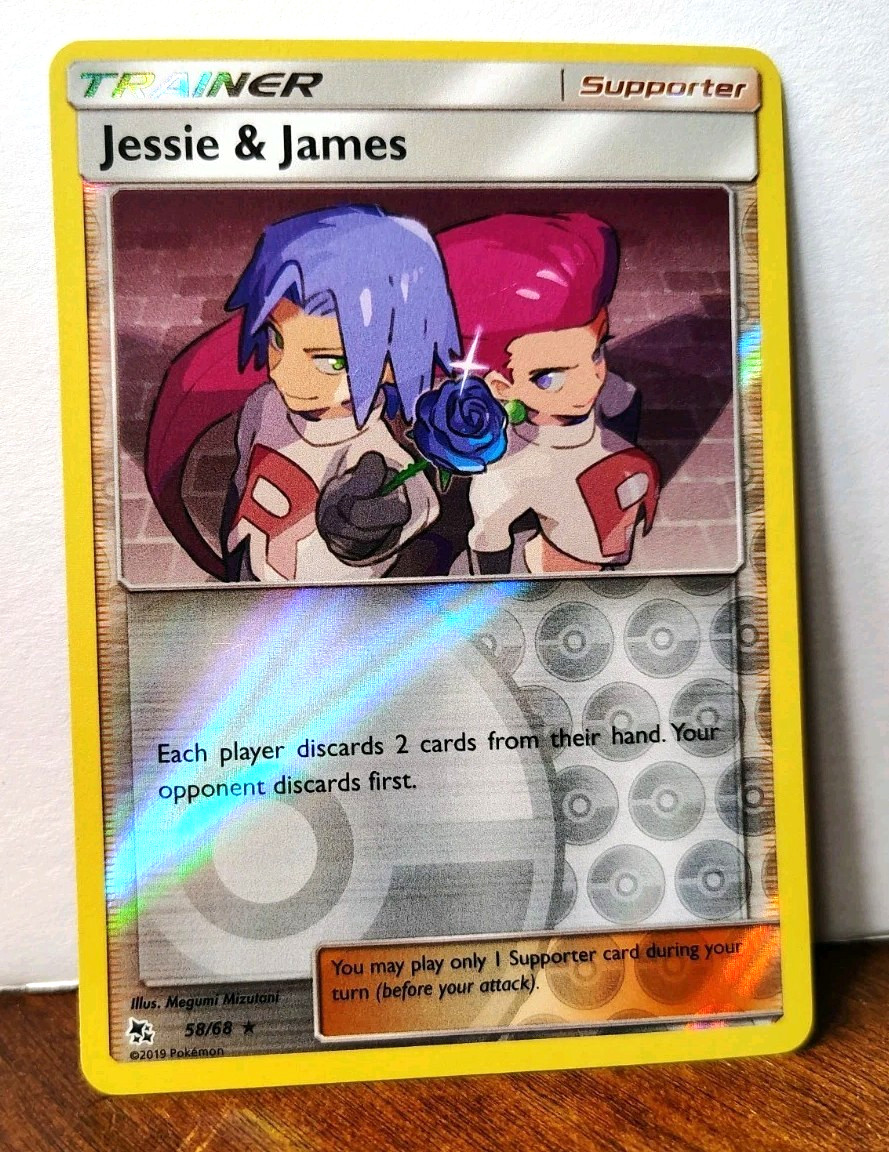 TRAINER | Supporter
Jessie & James
R
R
Each player discards 2 cards from their hand. Your
opponent discards first.
You may play only 1 Supporter card during your
turn (before your attack).
Illus. Megumi Mizutani
58/68 ★
©2019 Pokémon